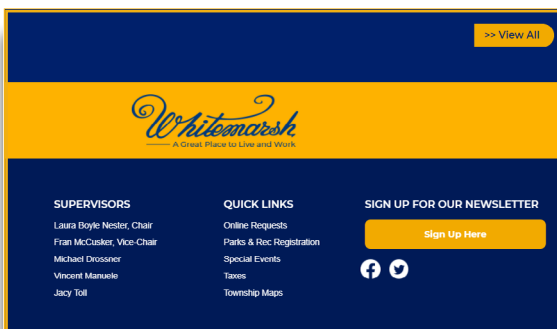 >> View All
Whitemarsh
A Great Place to Live and Work
SUPERVISORS
Laura Boyle Nester, Chair
Fran McCusker, Vice-Chair
Michael Drossner
Vincent Manuele
Jacy Toll
QUICK LINKS
Online Requests
Parks & Rec Registration
Special Events
Taxes
Township Maps
SIGN UP FOR OUR NEWSLETTER
Sign Up Here